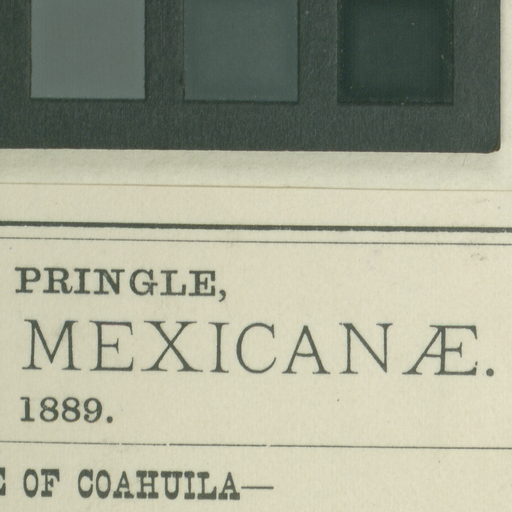 PRINGLE,
MEXICANÆ.
1889.
OF COAHUILA—